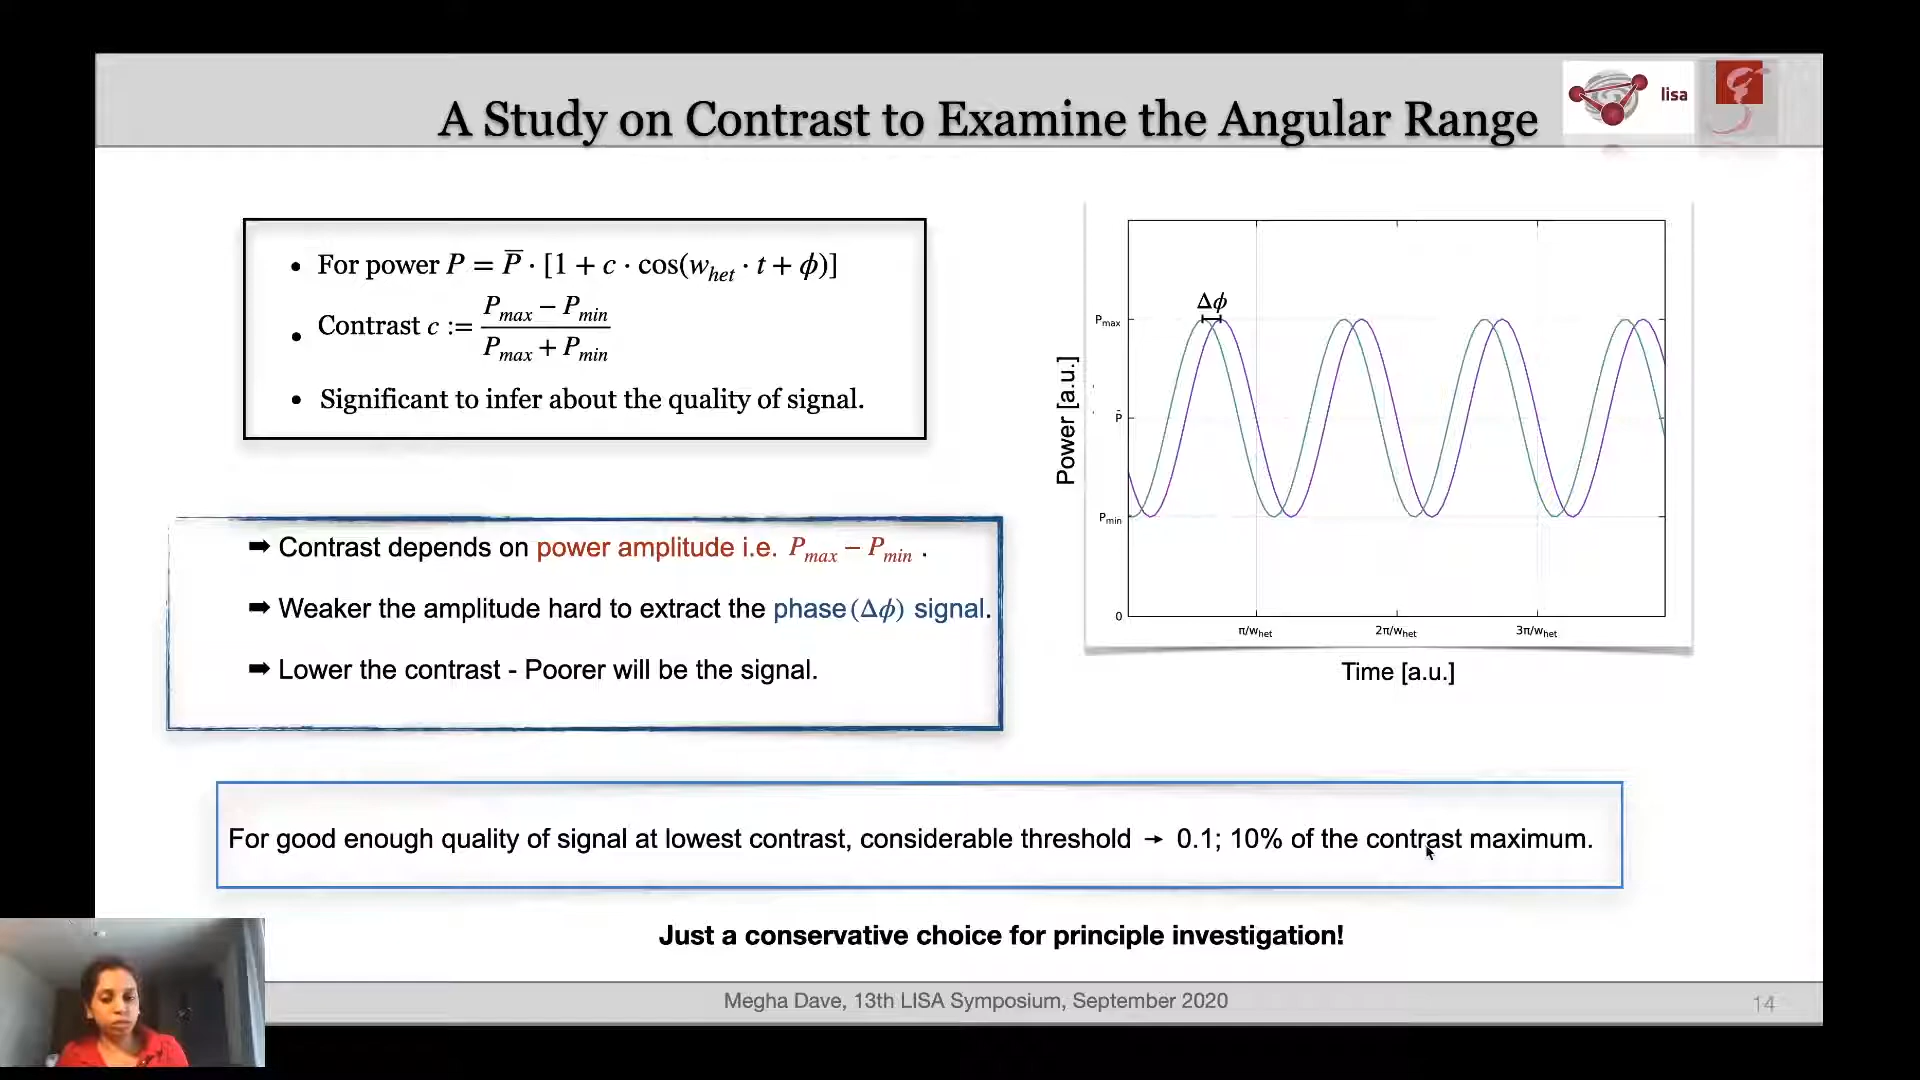 A Study on Contrast to Examine the Angular Range
lisa
• For power P = P̅ · [1 + c · cos(w_het · t + ϕ)]
• Contrast c := (P_max − P_min) / (P_max + P_min)
• Significant to infer about the quality of signal.
➡ Contrast depends on power amplitude i.e. P_max − P_min .
➡ Weaker the amplitude hard to extract the phase(Δϕ) signal.
➡ Lower the contrast - Poorer will be the signal.
Δϕ
P_max
P̄
P_min
0
Power [a.u.]
π/w_het
2π/w_het
3π/w_het
Time [a.u.]
For good enough quality of signal at lowest contrast, considerable threshold → 0.1; 10% of the contrast maximum.
Just a conservative choice for principle investigation!
Megha Dave, 13th LISA Symposium, September 2020
14